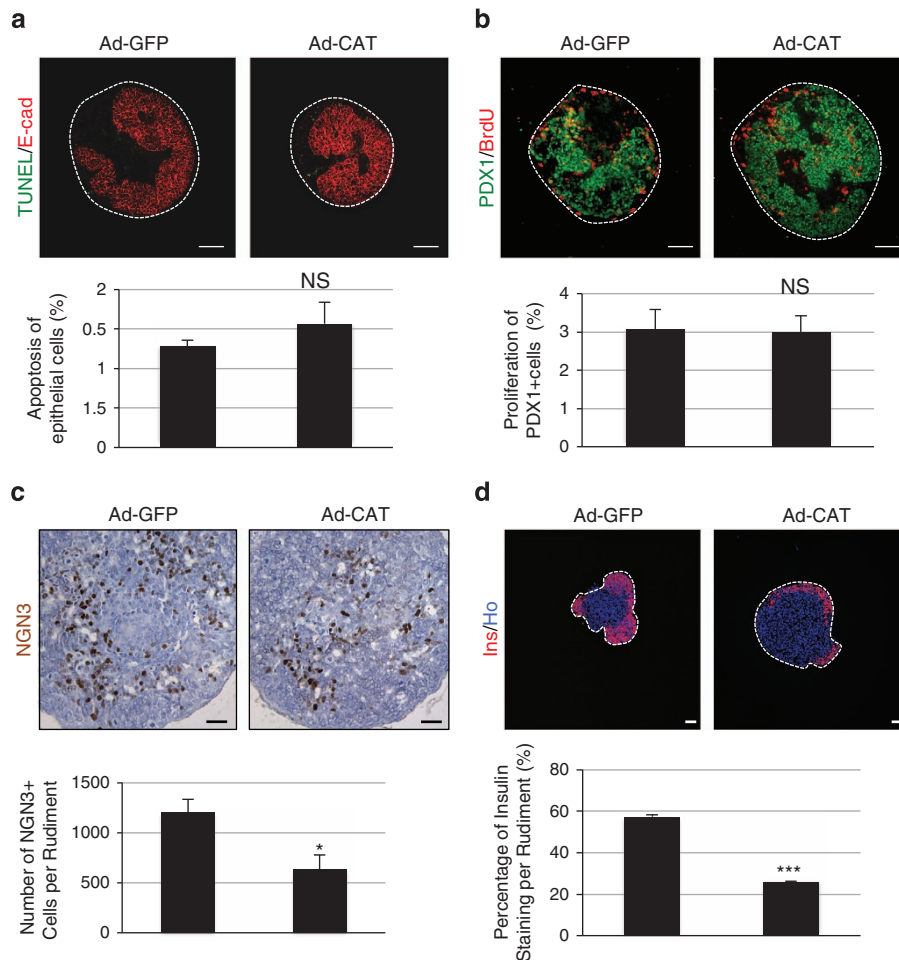 a
Ad-GFP Ad-CAT
TUNEL/E-cad
NS
Apoptosis of
epithelial cells (%)
2
0.5
1
1.5
0
b
Ad-GFP Ad-CAT
PDX1/BrdU
NS
Proliferation of
PDX1+cells (%)
4
3
2
1
0
c
Ad-GFP Ad-CAT
NGN3
Number of NGN3+
Cells per Rudiment
1500
1000
500
0
*
d
Ad-GFP Ad-CAT
Ins/Ho
Percentage of Insulin
Staining per Rudiment (%)
80
60
40
20
0
***